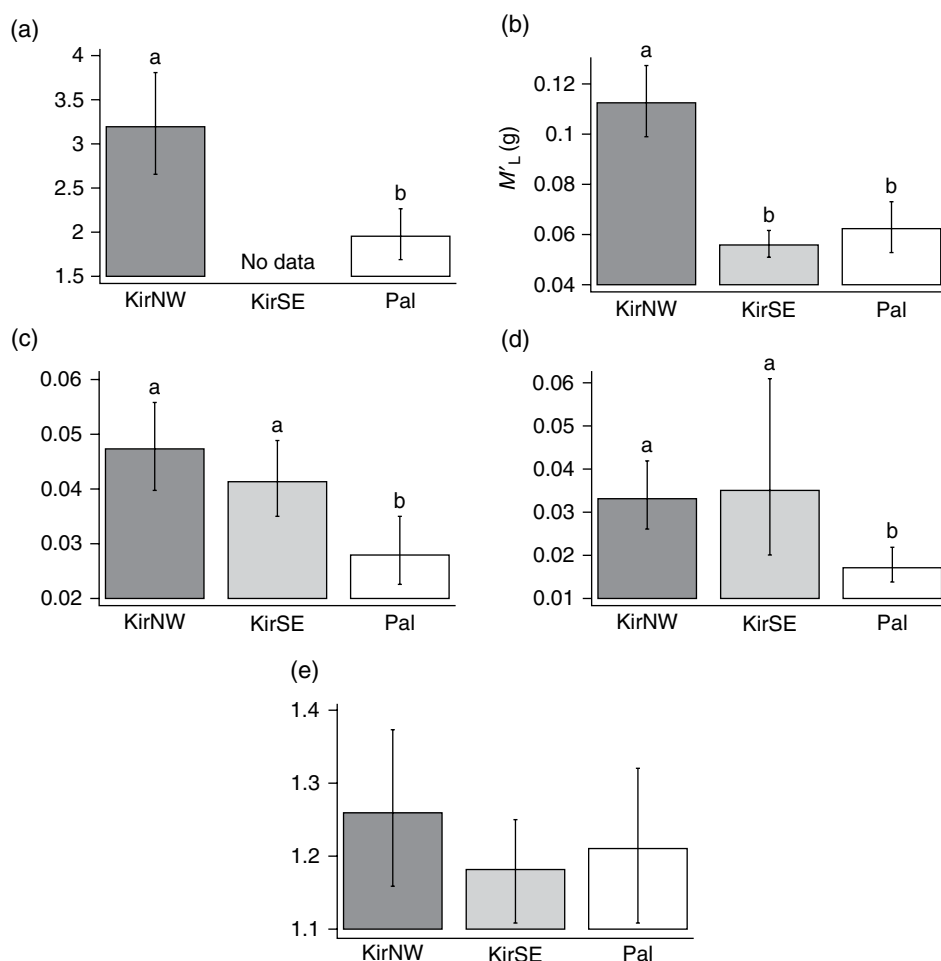 (a)
4
3.5
3
2.5
2
1.5
a
No data
b
KirNW
KirSE
Pal
(b)
M′L (g)
0.12
0.1
0.08
0.06
0.04
a
b
b
KirNW
KirSE
Pal
(c)
0.06
0.05
0.04
0.03
0.02
a
a
b
KirNW
KirSE
Pal
(d)
0.06
0.05
0.04
0.03
0.02
0.01
a
a
b
KirNW
KirSE
Pal
(e)
1.4
1.3
1.2
1.1
KirNW
KirSE
Pal